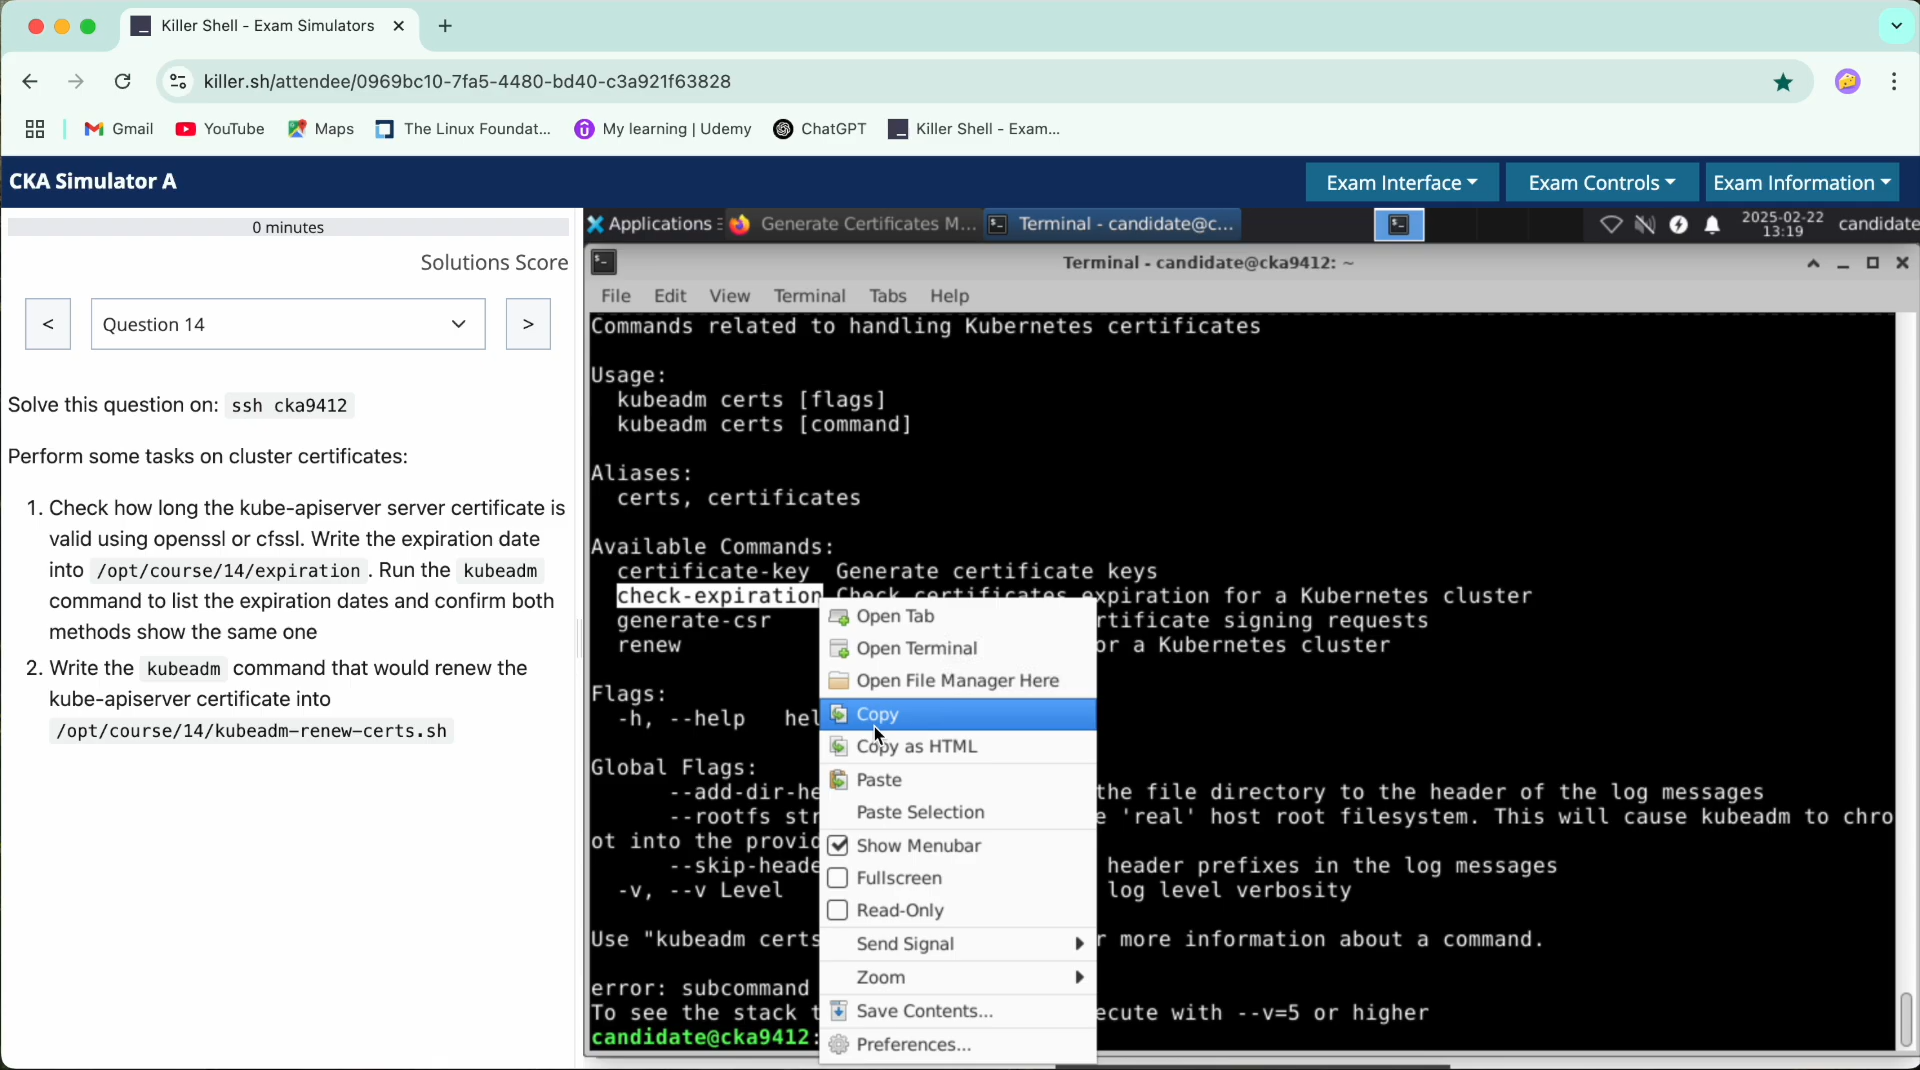 Killer Shell - Exam Simulators
killer.sh/attendee/0969bc10-7fa5-4480-bd40-c3a921f63828
Gmail
YouTube
Maps
The Linux Foundat...
My learning | Udemy
ChatGPT
Killer Shell - Exam...
CKA Simulator A
Exam Interface
Exam Controls
Exam Information
0 minutes
Solutions Score
<
Question 14
>
Solve this question on: ssh cka9412
Perform some tasks on cluster certificates:
1. Check how long the kube-apiserver server certificate is
valid using openssl or cfssl. Write the expiration date
into /opt/course/14/expiration . Run the kubeadm
command to list the expiration dates and confirm both
methods show the same one
2. Write the kubeadm command that would renew the
kube-apiserver certificate into
/opt/course/14/kubeadm-renew-certs.sh
Applications
Generate Certificates M...
Terminal - candidate@c...
2025-02-22
13:19
candidate
Terminal - candidate@cka9412: ~
File Edit View Terminal Tabs Help
Commands related to handling Kubernetes certificates
Usage:
kubeadm certs [flags]
kubeadm certs [command]
Aliases:
certs, certificates
Available Commands:
certificate-key Generate certificate keys
check-expiration Check certificates expiration for a Kubernetes cluster
generate-csr rtificate signing requests
renew or a Kubernetes cluster
Flags:
-h, --help hel
Global Flags:
--add-dir-he the file directory to the header of the log messages
--rootfs str e 'real' host root filesystem. This will cause kubeadm to chro
ot into the provid
--skip-heade header prefixes in the log messages
-v, --v Level log level verbosity
Use "kubeadm certs r more information about a command.
error: subcommand
To see the stack t ecute with --v=5 or higher
candidate@cka9412:
Open Tab
Open Terminal
Open File Manager Here
Copy
Copy as HTML
Paste
Paste Selection
Show Menubar
Fullscreen
Read-Only
Send Signal
Zoom
Save Contents...
Preferences...